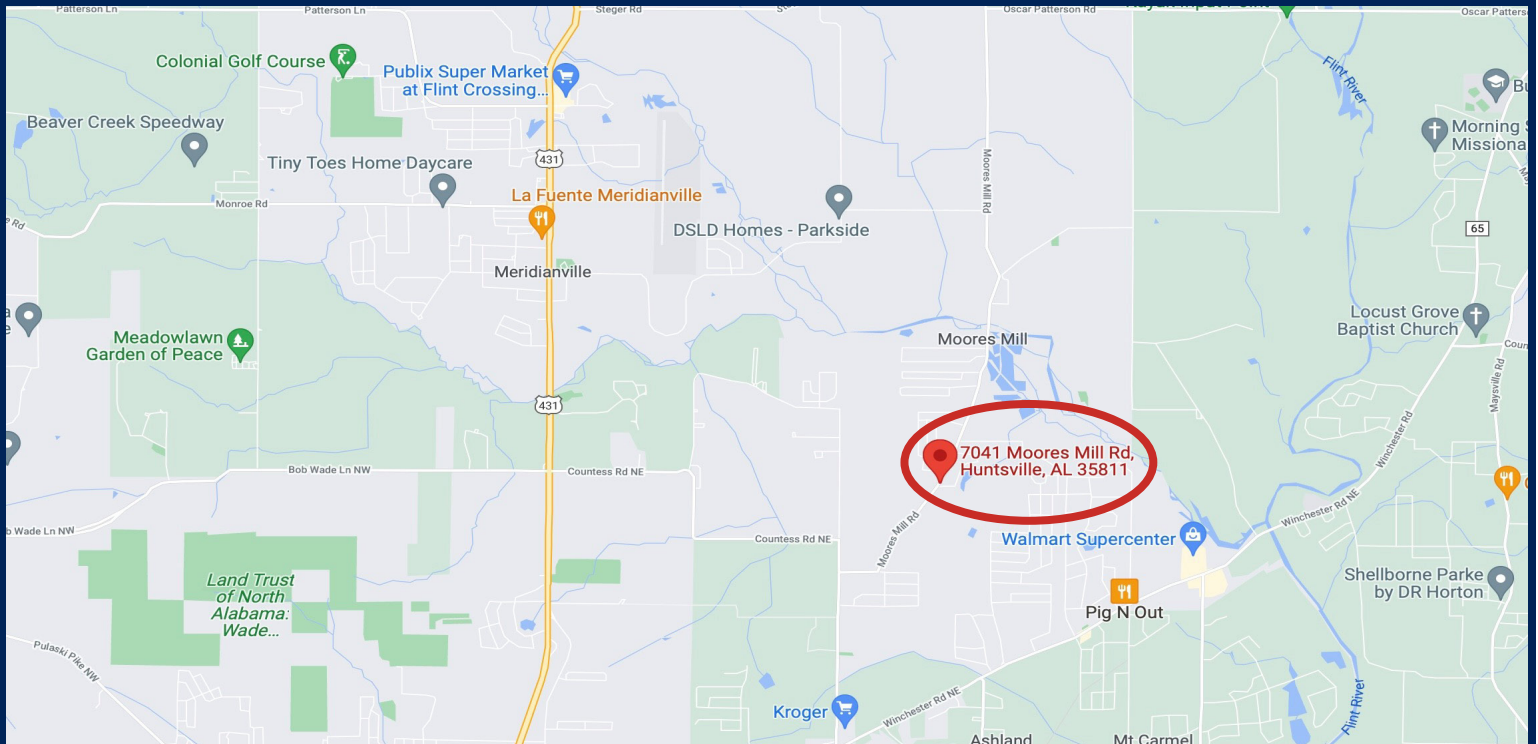 Patterson Ln
Patterson Ln
Steger Rd
Oscar Patterson Rd
Oscar Patters
Colonial Golf Course
Publix Super Market
at Flint Crossing...
Flint River
Beaver Creek Speedway
Morning
Missiona
431
Tiny Toes Home Daycare
Moores Mill Rd
La Fuente Meridianville
Monroe Rd
Rd
65
DSLD Homes - Parkside
Meridianville
Locust Grove
Baptist Church
Coun
Meadowlawn
Garden of Peace
Moores Mill
Maysville Rd
431
Winchester Rd
7041 Moores Mill Rd,
Huntsville, AL 35811
Bob Wade Ln NW
Countess Rd NE
Winchester Rd NE
b Wade Ln NW
Countess Rd NE
Moores Mill Rd
Walmart Supercenter
Land Trust
of North
Alabama:
Wade...
Shellborne Parke
by DR Horton
Pig N Out
Pulaski Pike NW
Flint River
Kroger
Winchester Rd NE
Ashland
Mt Carmel